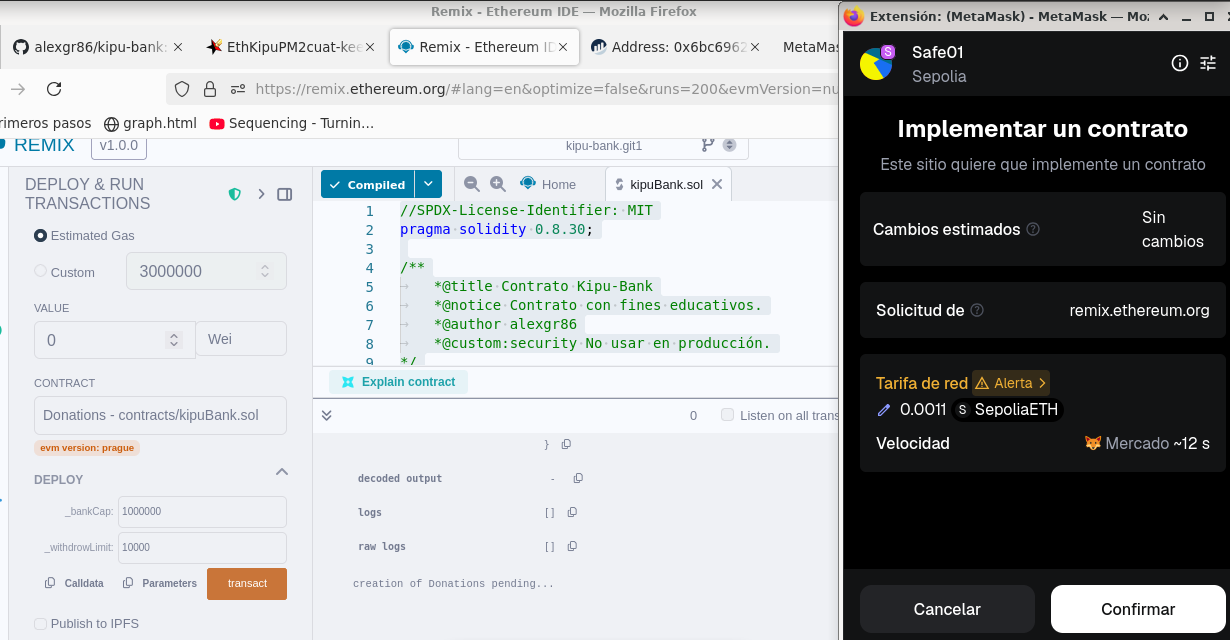 Remix - Ethereum IDE — Mozilla Firefox
alexgr86/kipu-bank:
EthKipuPM2cuat-kee
Remix - Ethereum ID
Address: 0x6bc6962
MetaMas
https://remix.ethereum.org/#lang=en&optimize=false&runs=200&evmVersion=nu
rimeros pasos
graph.html
Sequencing - Turnin…
REMIX
v1.0.0
kipu-bank.git1
DEPLOY & RUN
TRANSACTIONS
Estimated Gas
Custom
3000000
VALUE
0
Wei
CONTRACT
Donations - contracts/kipuBank.sol
evm version: prague
DEPLOY
_bankCap:
1000000
_withdrowLimit:
10000
Calldata
Parameters
transact
Publish to IPFS
Compiled
Home
kipuBank.sol
1 //SPDX-License-Identifier: MIT
2 pragma solidity 0.8.30;
3
4 /**
5 *@title Contrato Kipu-Bank
6 *@notice Contrato con fines educativos.
7 *@author alexgr86
8 *@custom:security No usar en producción.
9 */
Explain contract
0
Listen on all trans
}
decoded output -
logs []
raw logs []
creation of Donations pending...
Extensión: (MetaMask) - MetaMask — Moz
S
Safe01
Sepolia
Implementar un contrato
Este sitio quiere que implemente un contrato
Cambios estimados
Sin
cambios
Solicitud de
remix.ethereum.org
Tarifa de red
Alerta
0.0011
S
SepoliaETH
Velocidad
Mercado ~12 s
Cancelar
Confirmar